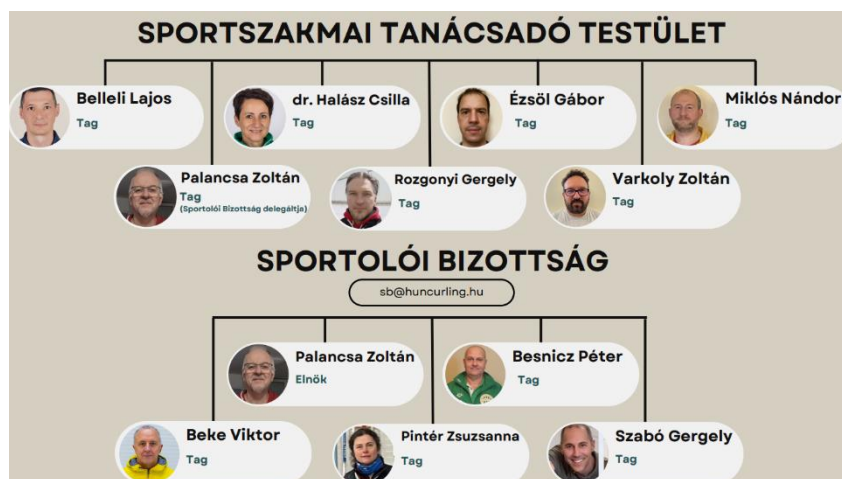 SPORTSZAKMAI TANÁCSADÓ TESTÜLET
Belleli Lajos
Tag
dr. Halász Csilla
Tag
Ézsöl Gábor
Tag
Miklós Nándor
Tag
Palancsa Zoltán
Tag
(Sportolói Bizottság delegáltja)
Rozgonyi Gergely
Tag
Varkoly Zoltán
Tag
SPORTOLÓI BIZOTTSÁG
sb@huncurling.hu
Palancsa Zoltán
Elnök
Besnicz Péter
Tag
Beke Viktor
Tag
Pintér Zsuzsanna
Tag
Szabó Gergely
Tag